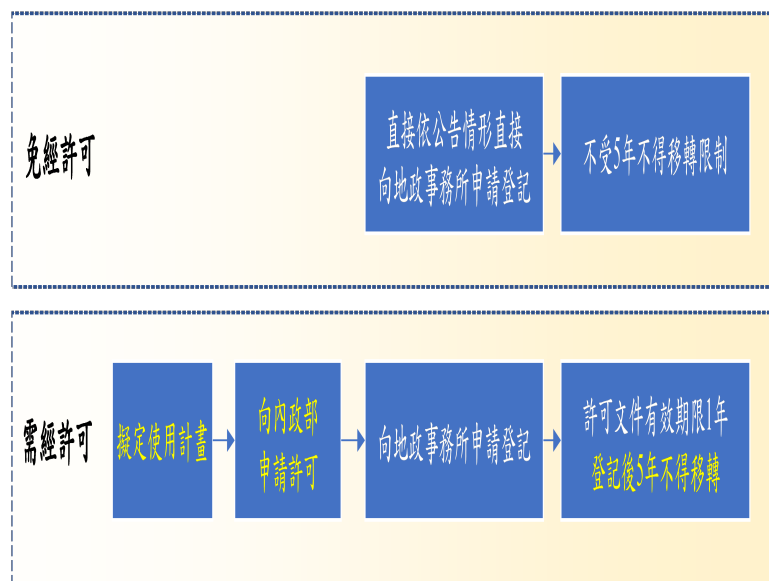 免經許可
直接依公告情形直接
向地政事務所申請登記
不受5年不得移轉限制
需經許可
擬定使用計畫
向內政部
申請許可
向地政事務所申請登記
許可文件有效期限1年
登記後5年不得移轉